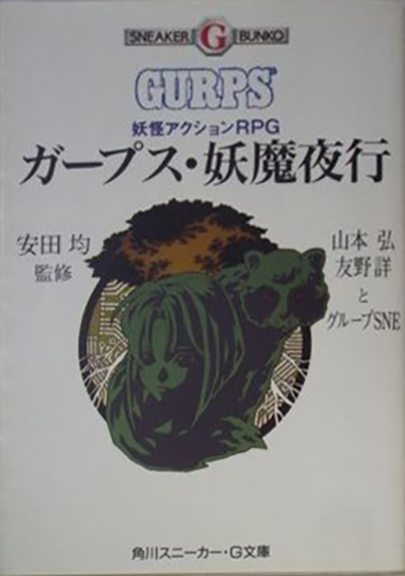 SNEAKER G BUNKO
GURPS
妖怪アクションRPG
ガープス・妖魔夜行
安田 均
監修
山本 弘
友野 詳
と
グループSNE
角川スニーカー・G文庫